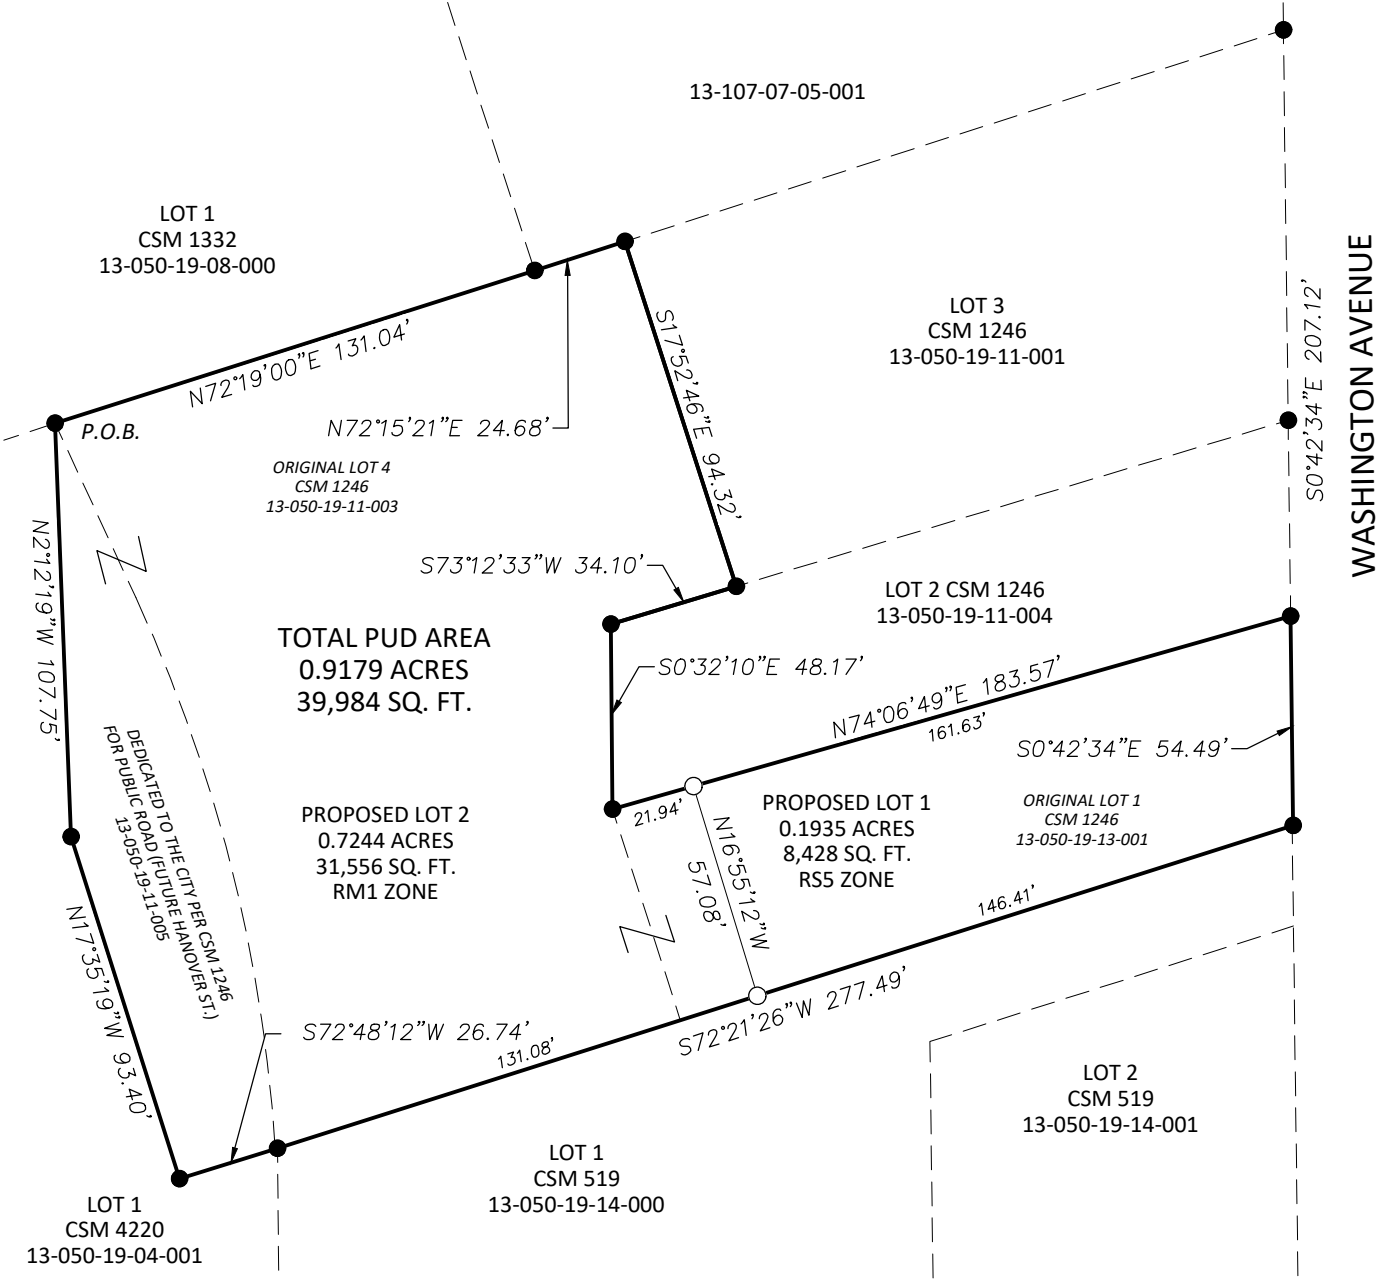 13-107-07-05-001
LOT 1
CSM 1332
13-050-19-08-000
WASHINGTON AVENUE
S0°42'34"E 207.12'
LOT 3
CSM 1246
13-050-19-11-001
N72°19'00"E 131.04'
S17°52'46"E 94.32'
N72°15'21"E 24.68'
P.O.B.
ORIGINAL LOT 4
CSM 1246
13-050-19-11-003
N2°12'19"W 107.75'
S73°12'33"W 34.10'
LOT 2 CSM 1246
13-050-19-11-004
TOTAL PUD AREA
0.9179 ACRES
39,984 SQ. FT.
S0°32'10"E 48.17'
N74°06'49"E 183.57'
161.63'
S0°42'34"E 54.49'
DEDICATED TO THE CITY PER CSM 1246
FOR PUBLIC ROAD (FUTURE HANOVER ST.)
13-050-19-11-005
PROPOSED LOT 2
0.7244 ACRES
31,556 SQ. FT.
RM1 ZONE
21.94'
PROPOSED LOT 1
0.1935 ACRES
8,428 SQ. FT.
RS5 ZONE
ORIGINAL LOT 1
CSM 1246
13-050-19-13-001
N16°55'12"W
57.08'
146.41'
N17°35'19"W 93.40'
S72°48'12"W 26.74'
131.08'
S72°21'26"W 277.49'
LOT 2
CSM 519
13-050-19-14-001
LOT 1
CSM 519
13-050-19-14-000
LOT 1
CSM 4220
13-050-19-04-001